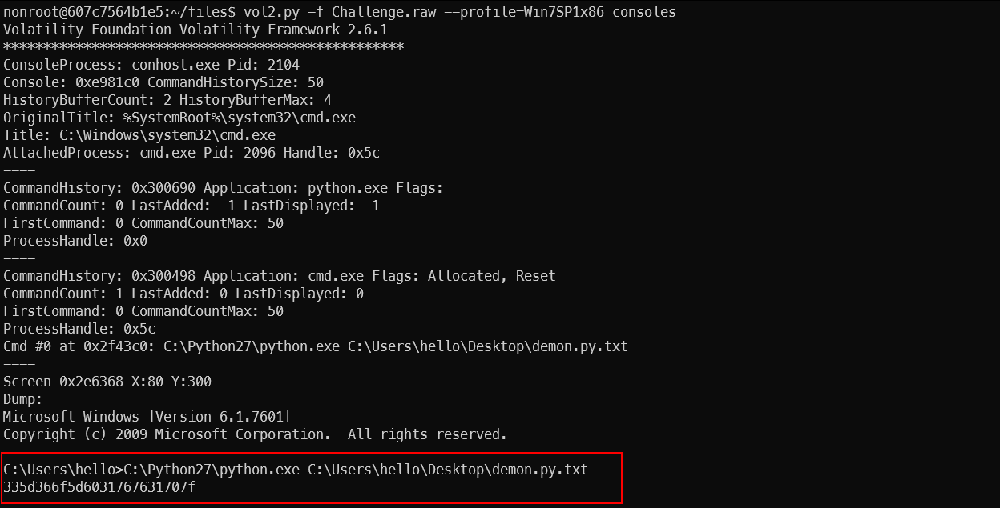 nonroot@607c7564b1e5:~/files$ vol2.py -f Challenge.raw --profile=Win7SP1x86 consoles
Volatility Foundation Volatility Framework 2.6.1
**************************************************
ConsoleProcess: conhost.exe Pid: 2104
Console: 0xe981c0 CommandHistorySize: 50
HistoryBufferCount: 2 HistoryBufferMax: 4
OriginalTitle: %SystemRoot%\system32\cmd.exe
Title: C:\Windows\system32\cmd.exe
AttachedProcess: cmd.exe Pid: 2096 Handle: 0x5c
----
CommandHistory: 0x300690 Application: python.exe Flags:
CommandCount: 0 LastAdded: -1 LastDisplayed: -1
FirstCommand: 0 CommandCountMax: 50
ProcessHandle: 0x0
----
CommandHistory: 0x300498 Application: cmd.exe Flags: Allocated, Reset
CommandCount: 1 LastAdded: 0 LastDisplayed: 0
FirstCommand: 0 CommandCountMax: 50
ProcessHandle: 0x5c
Cmd #0 at 0x2f43c0: C:\Python27\python.exe C:\Users\hello\Desktop\demon.py.txt
----
Screen 0x2e6368 X:80 Y:300
Dump:
Microsoft Windows [Version 6.1.7601]
Copyright (c) 2009 Microsoft Corporation.  All rights reserved.
C:\Users\hello>C:\Python27\python.exe C:\Users\hello\Desktop\demon.py.txt
335d366f5d6031767631707f